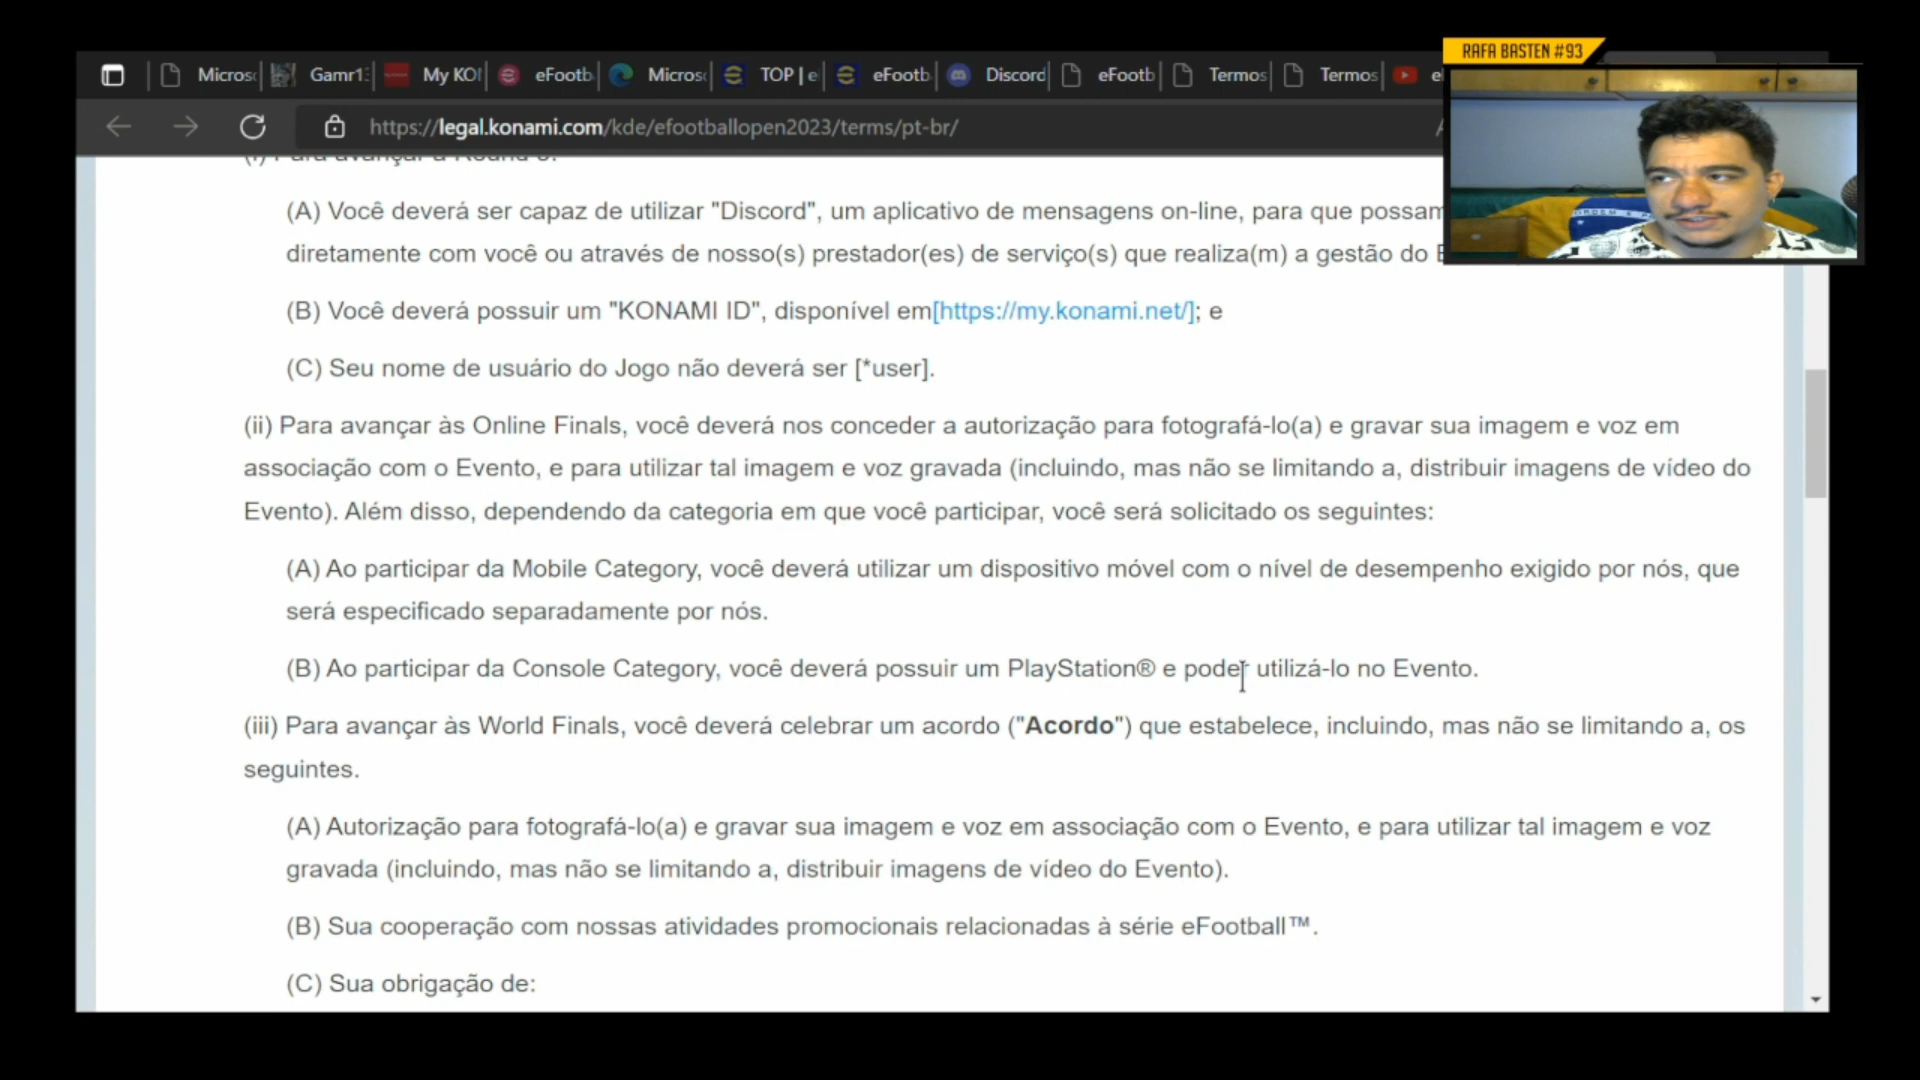 RAFA BASTEN #93
Micros Gamr1 My KO eFootb Micros TOP | e eFootb Discord eFootb Termos Termos e
https://legal.konami.com/kde/efootballopen2023/terms/pt-br/
(i) Para avançar à Round 3:
(A) Você deverá ser capaz de utilizar "Discord", um aplicativo de mensagens on-line, para que possam
diretamente com você ou através de nosso(s) prestador(es) de serviço(s) que realiza(m) a gestão do
(B) Você deverá possuir um "KONAMI ID", disponível em[https://my.konami.net/]; e
(C) Seu nome de usuário do Jogo não deverá ser [*user].
(ii) Para avançar às Online Finals, você deverá nos conceder a autorização para fotografá-lo(a) e gravar sua imagem e voz em
associação com o Evento, e para utilizar tal imagem e voz gravada (incluindo, mas não se limitando a, distribuir imagens de vídeo do
Evento). Além disso, dependendo da categoria em que você participar, você será solicitado os seguintes:
(A) Ao participar da Mobile Category, você deverá utilizar um dispositivo móvel com o nível de desempenho exigido por nós, que
será especificado separadamente por nós.
(B) Ao participar da Console Category, você deverá possuir um PlayStation® e poder utilizá-lo no Evento.
(iii) Para avançar às World Finals, você deverá celebrar um acordo ("Acordo") que estabelece, incluindo, mas não se limitando a, os
seguintes.
(A) Autorização para fotografá-lo(a) e gravar sua imagem e voz em associação com o Evento, e para utilizar tal imagem e voz
gravada (incluindo, mas não se limitando a, distribuir imagens de vídeo do Evento).
(B) Sua cooperação com nossas atividades promocionais relacionadas à série eFootball™.
(C) Sua obrigação de: